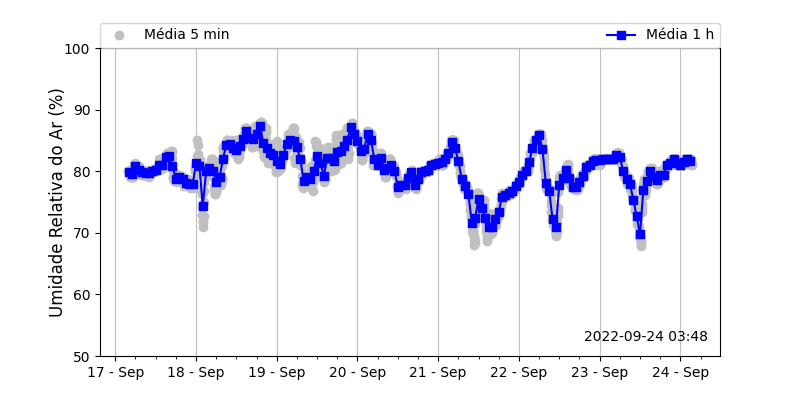 Média 5 min
Média 1 h
Umidade Relativa do Ar (%)
100
90
80
70
60
50
2022-09-24 03:48
17 - Sep
18 - Sep
19 - Sep
20 - Sep
21 - Sep
22 - Sep
23 - Sep
24 - Sep